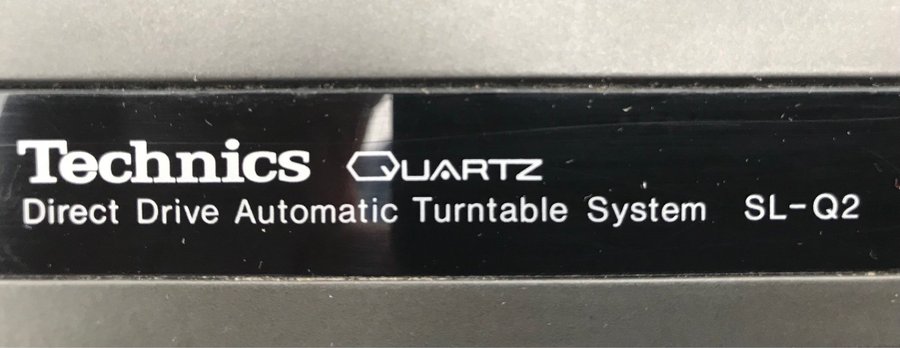 Technics QUARTZ
Direct Drive Automatic Turntable System SL-Q2